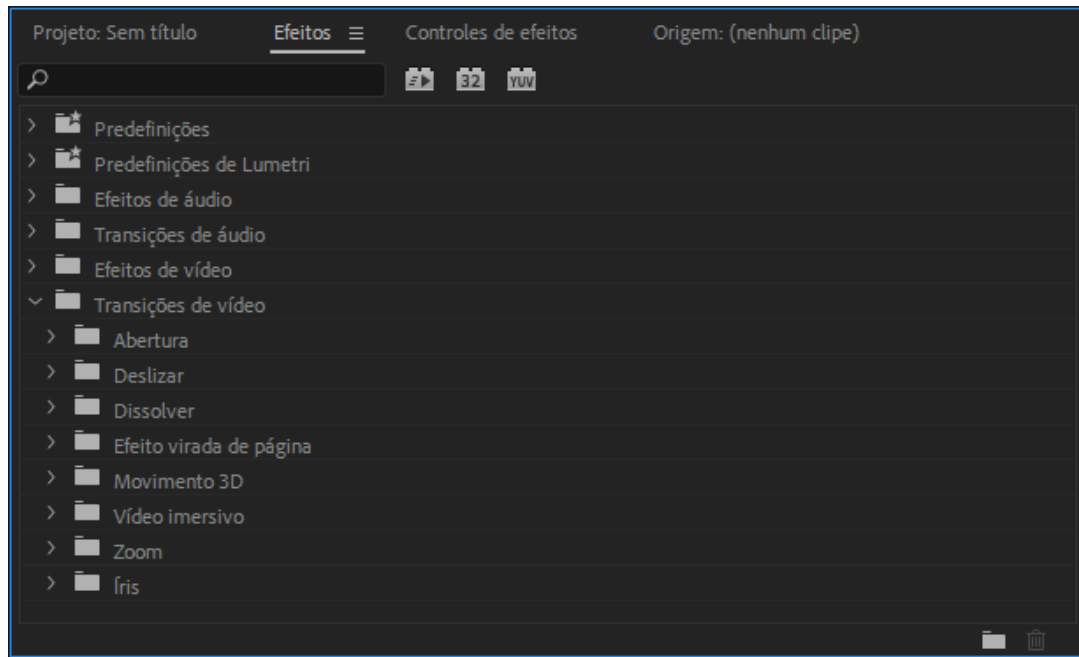 Projeto: Sem título Efeitos Controles de efeitos Origem: (nenhum clipe)
32 YUV
Predefinições
Predefinições de Lumetri
Efeitos de áudio
Transições de áudio
Efeitos de vídeo
Transições de vídeo
Abertura
Deslizar
Dissolver
Efeito virada de página
Movimento 3D
Vídeo imersivo
Zoom
Íris